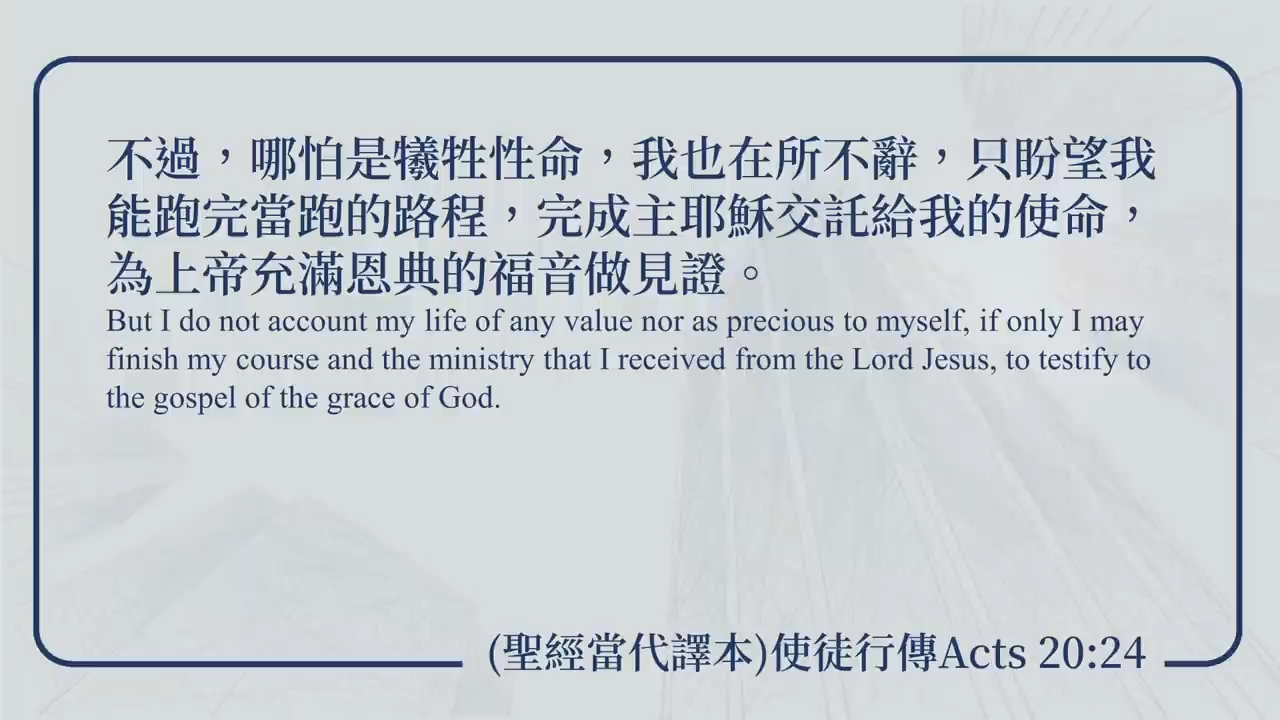 不過，哪怕是犧牲性命，我也在所不辭，只盼望我
能跑完當跑的路程，完成主耶穌交託給我的使命，
為上帝充滿恩典的福音做見證。
But I do not account my life of any value nor as precious to myself, if only I may
finish my course and the ministry that I received from the Lord Jesus, to testify to
the gospel of the grace of God.
(聖經當代譯本)使徒行傳Acts 20:24